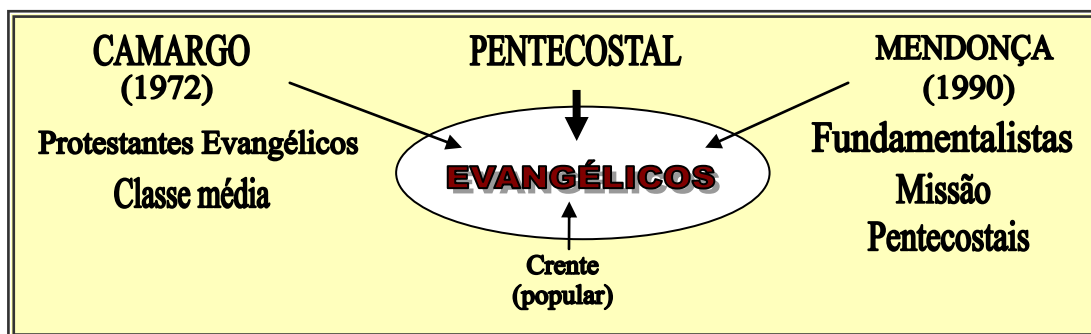 CAMARGO
(1972)
Protestantes Evangélicos
Classe média
PENTECOSTAL
EVANGÉLICOS
Crente
(popular)
MENDONÇA
(1990)
Fundamentalistas
Missão
Pentecostais